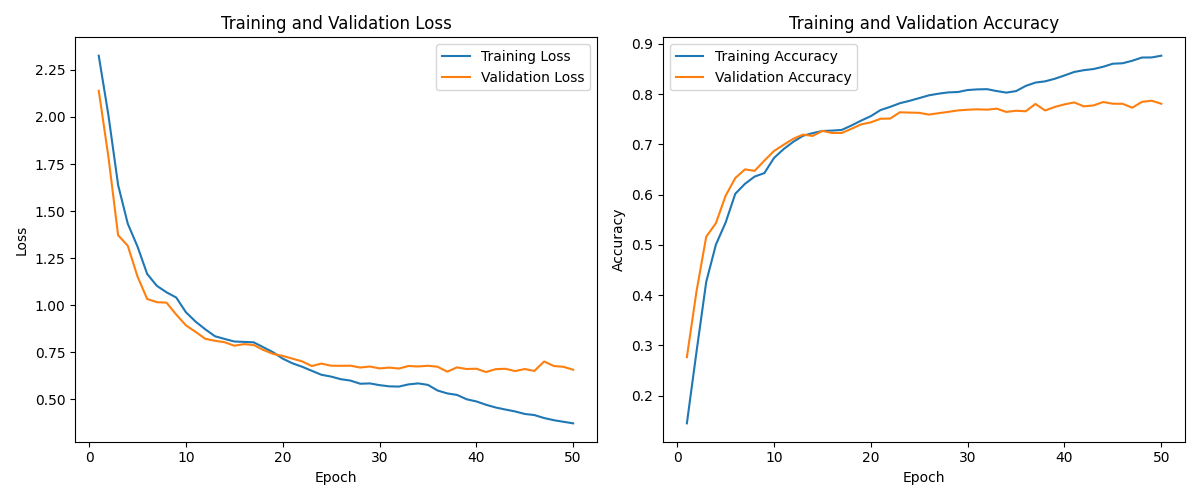 Training and Validation Loss
Training Loss
Validation Loss
2.25
2.00
1.75
1.50
1.25
1.00
0.75
0.50
Loss
0 10 20 30 40 50
Epoch
Training and Validation Accuracy
Training Accuracy
Validation Accuracy
0.9
0.8
0.7
0.6
0.5
0.4
0.3
0.2
Accuracy
0 10 20 30 40 50
Epoch